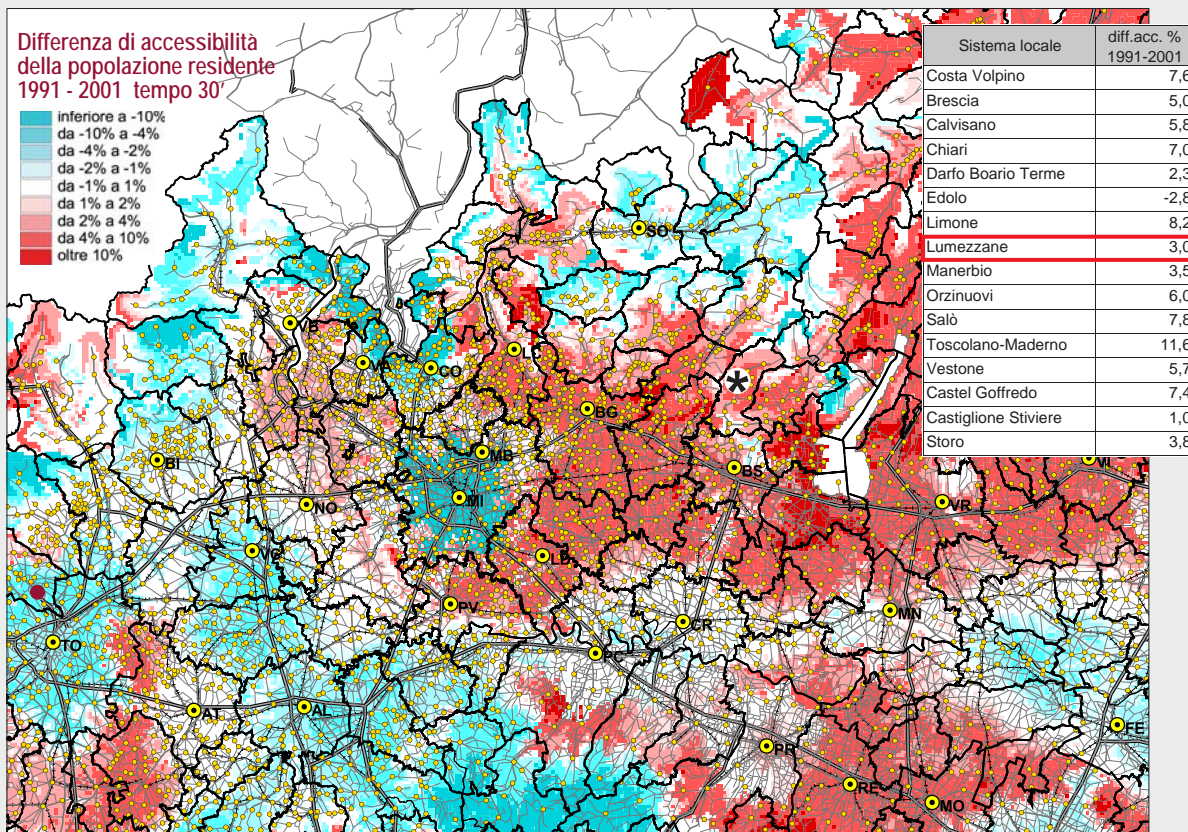 Differenza di accessibilità
della popolazione residente
1991 - 2001 tempo 30'
inferiore a -10%
da -10% a -4%
da -4% a -2%
da -2% a -1%
da -1% a 1%
da 1% a 2%
da 2% a 4%
da 4% a 10%
oltre 10%
Sistema locale diff.acc. % 1991-2001
Costa Volpino 7,6
Brescia 5,0
Calvisano 5,8
Chiari 7,0
Darfo Boario Terme 2,3
Edolo -2,8
Limone 8,2
Lumezzane 3,0
Manerbio 3,5
Orzinuovi 6,0
Salò 7,8
Toscolano-Maderno 11,6
Vestone 5,7
Castel Goffredo 7,4
Castiglione Stiviere 1,0
Storo 3,8
SO
VB
VA
CO
LC
*
BG
BI
MB
BS
MI
NO
VR
VC
LO
PV
MN
CR
TO
AT
AL
FE
PR
RE
MO